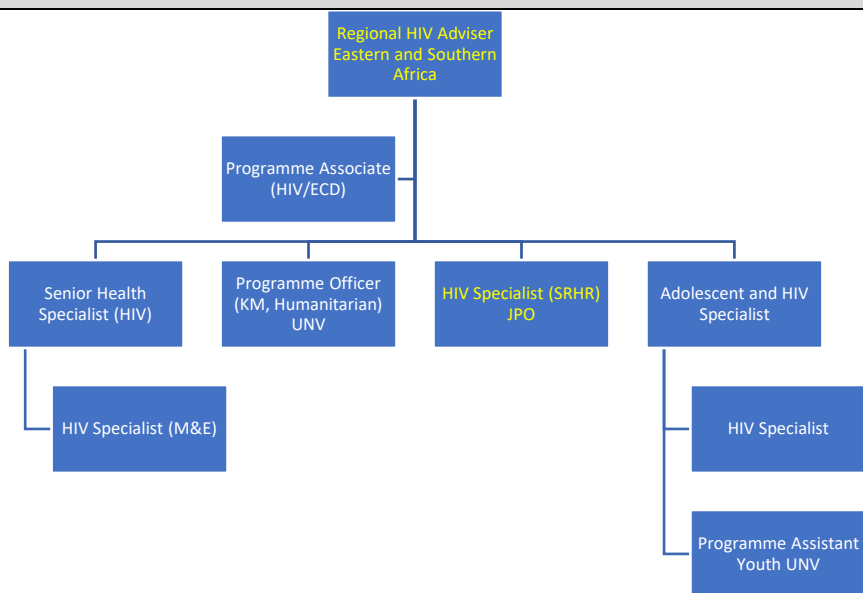 Regional HIV Adviser
Eastern and Southern
Africa
Programme Associate
(HIV/ECD)
Senior Health
Specialist (HIV)
Programme Officer
(KM, Humanitarian)
UNV
HIV Specialist (SRHR)
JPO
Adolescent and HIV
Specialist
HIV Specialist (M&E)
HIV Specialist
Programme Assistant
Youth UNV